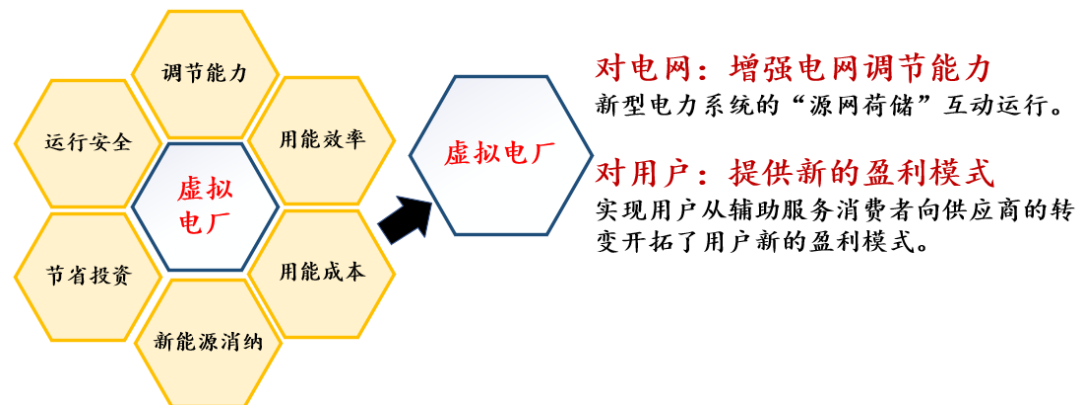 调节能力
运行安全
用能效率
虚拟
电厂
节省投资
用能成本
新能源消纳
虚拟电厂
对电网：增强电网调节能力
新型电力系统的“源网荷储”互动运行。
对用户：提供新的盈利模式
实现用户从辅助服务消费者向供应商的转
变开拓了用户新的盈利模式。